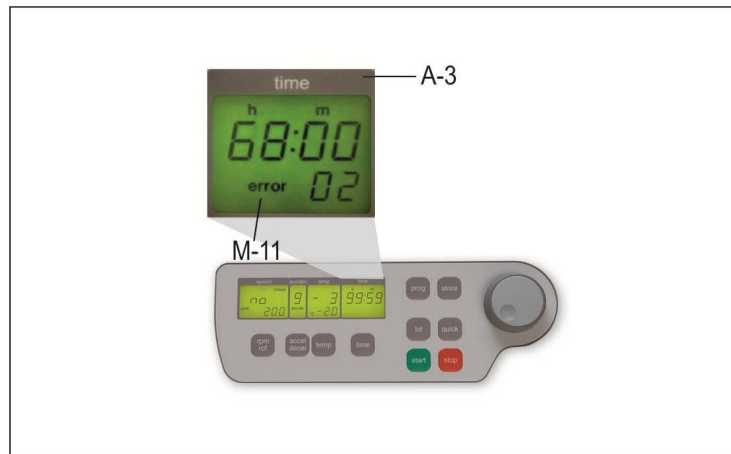 time
A-3
h m
68:00
error 02
M-11
speed accel/decel temp time
no 9 - 3 99:59
rpm 200 °C -20
prog store
lid quick
rpm
rcf
accel
decel
temp
time
start stop